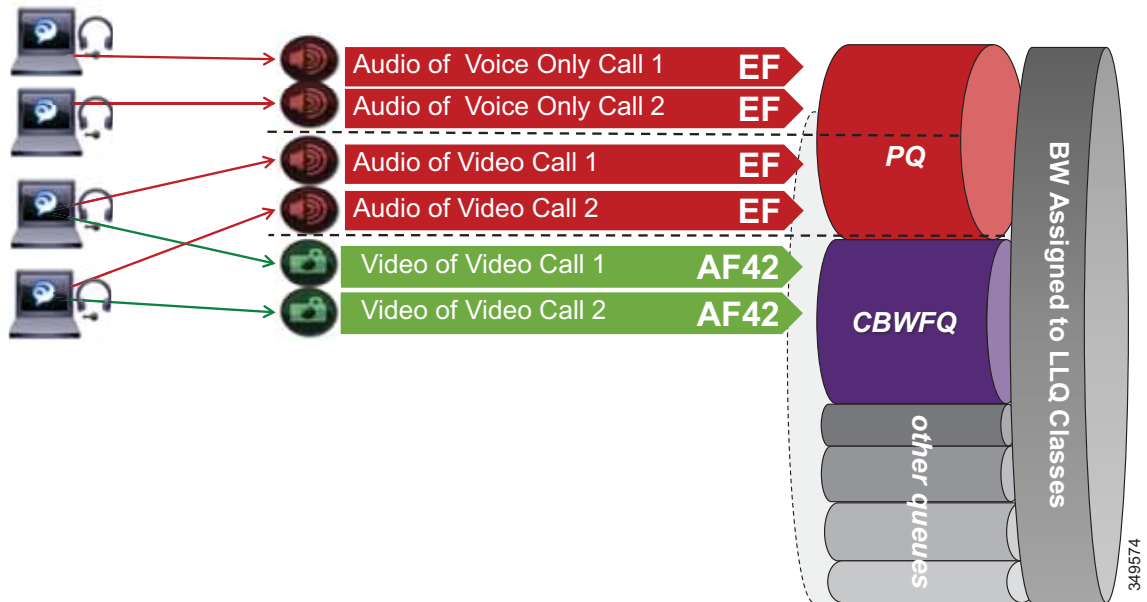 Audio of Voice Only Call 1 EF
Audio of Voice Only Call 2 EF
Audio of Video Call 1 EF
Audio of Video Call 2 EF
Video of Video Call 1 AF42
Video of Video Call 2 AF42
PQ
CBWFQ
other queues
BW Assigned to LLQ Classes
349574